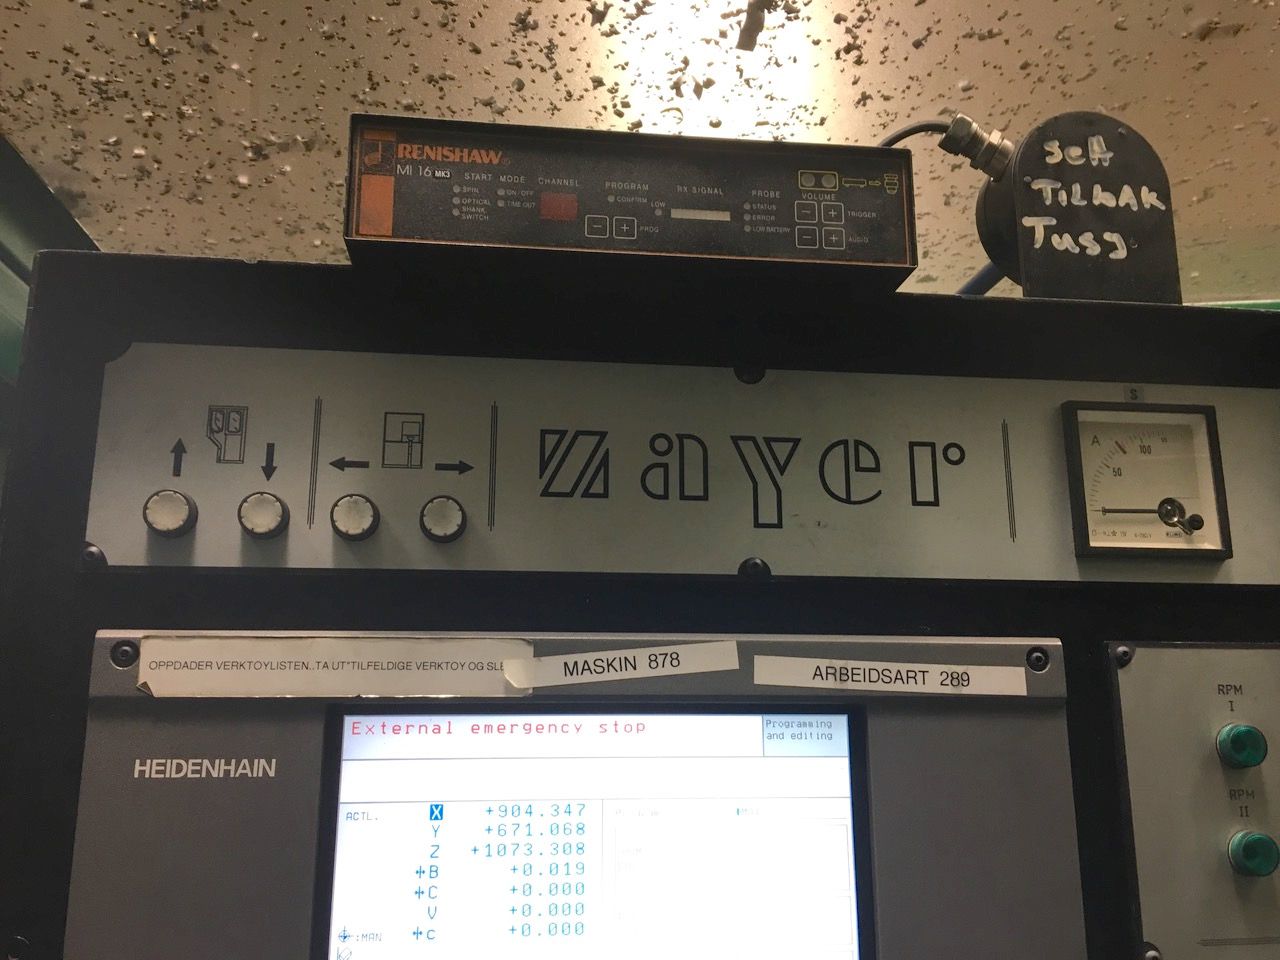 RENISHAW
MI 16 MK3
START
SPIN
OPTICAL
SHANK
SWITCH
MODE
ON/OFF
TIME OUT
CHANNEL
PROGRAM
CONFIRM
PROG
RX SIGNAL
LOW
PROBE
STATUS
ERROR
LOW BATTERY
VOLUME
TRIGGER
AUDIO
sett
TILBAK
zayer
S
A
0
50
100
OPPDADER VERKTOYLISTEN..TA UT"TILFELDIGE VERKTOY OG SLE
MASKIN 878
ARBEIDSART 289
HEIDENHAIN
External emergency stop
Programming
and editing
ACTL.
X +904.347
Y +671.068
Z +1073.308
B +0.019
C +0.000
V +0.000
c +0.000
:MAN
RPM
I
RPM
II